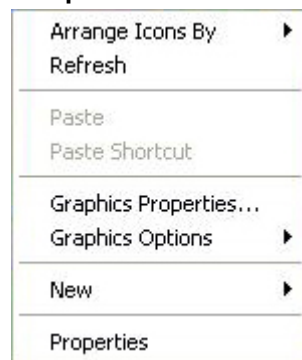 Arrange Icons By
Refresh
Paste
Paste Shortcut
Graphics Properties...
Graphics Options
New
Properties